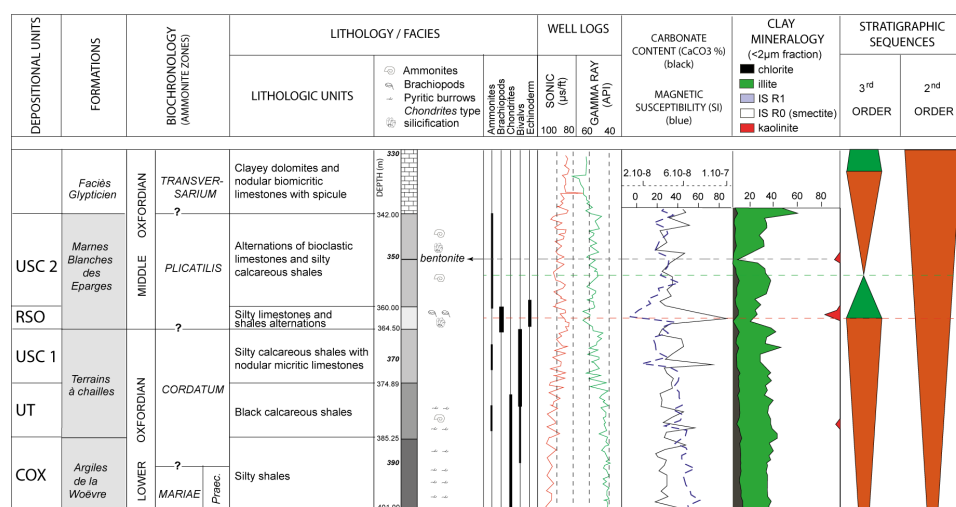 DEPOSITIONAL UNITS
FORMATIONS
BIOCHRONOLOGY
(AMMONITE ZONES)
LITHOLOGY / FACIES
LITHOLOGIC UNITS
Ammonites
Brachiopods
Pyritic burrows
Chondrites type
silicification
Ammonites
Brachiopods
Chondrites
Bivalvs
Echinoderm
WELL LOGS
SONIC
(µs/ft)
100 80
GAMMA RAY
(API)
60 40
CARBONATE
CONTENT (CaCO3 %)
(black)
MAGNETIC
SUSCEPTIBILITY (SI)
(blue)
CLAY
MINERALOGY
(<2µm fraction)
chlorite
illite
IS R1
IS R0 (smectite)
kaolinite
STRATIGRAPHIC
SEQUENCES
3rd
ORDER
2nd
ORDER
2.10-8 6.10-8 1.10-7
0 20 40 60 80
0 20 40 60 80
DEPTH (m)
330
342.00
350
360.00
364.50
370
374.89
385.25
390
bentonite
USC 2
RSO
USC 1
UT
COX
Faciès
Glypticien
Marnes
Blanches
des
Eparges
Terrains
à chailles
Argiles
de la
Woëvre
MIDDLE OXFORDIAN
LOWER OXFORDIAN
TRANSVER-
SARIUM
?
PLICATILIS
?
CORDATUM
?
MARIAE
Praec.
Clayey dolomites and
nodular biomicritic
limestones with spicule
Alternations of bioclastic
limestones and silty
calcareous shales
Silty limestones and
shales alternations
Silty calcareous shales with
nodular micritic limestones
Black calcareous shales
Silty shales